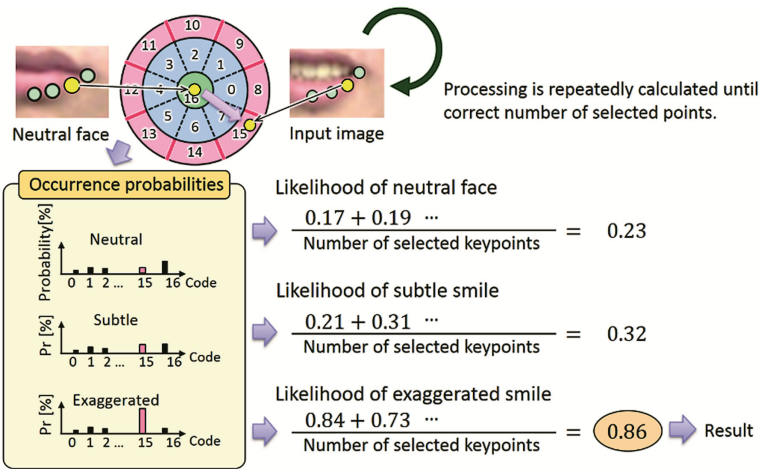 10
11
9
3
2
1
12
4
16
0
8
5
6
7
13
14
15
Neutral face
Input image
Processing is repeatedly calculated until
correct number of selected points.
Occurrence probabilities
Probability[%]
Neutral
0 1 2 ... 15 16 Code
Pr [%]
Subtle
0 1 2 ... 15 16 Code
Pr [%]
Exaggerated
0 1 2 ... 15 16 Code
Likelihood of neutral face
0.17 + 0.19 ···
Number of selected keypoints
= 0.23
Likelihood of subtle smile
0.21 + 0.31 ···
Number of selected keypoints
= 0.32
Likelihood of exaggerated smile
0.84 + 0.73 ···
Number of selected keypoints
= 0.86 Result